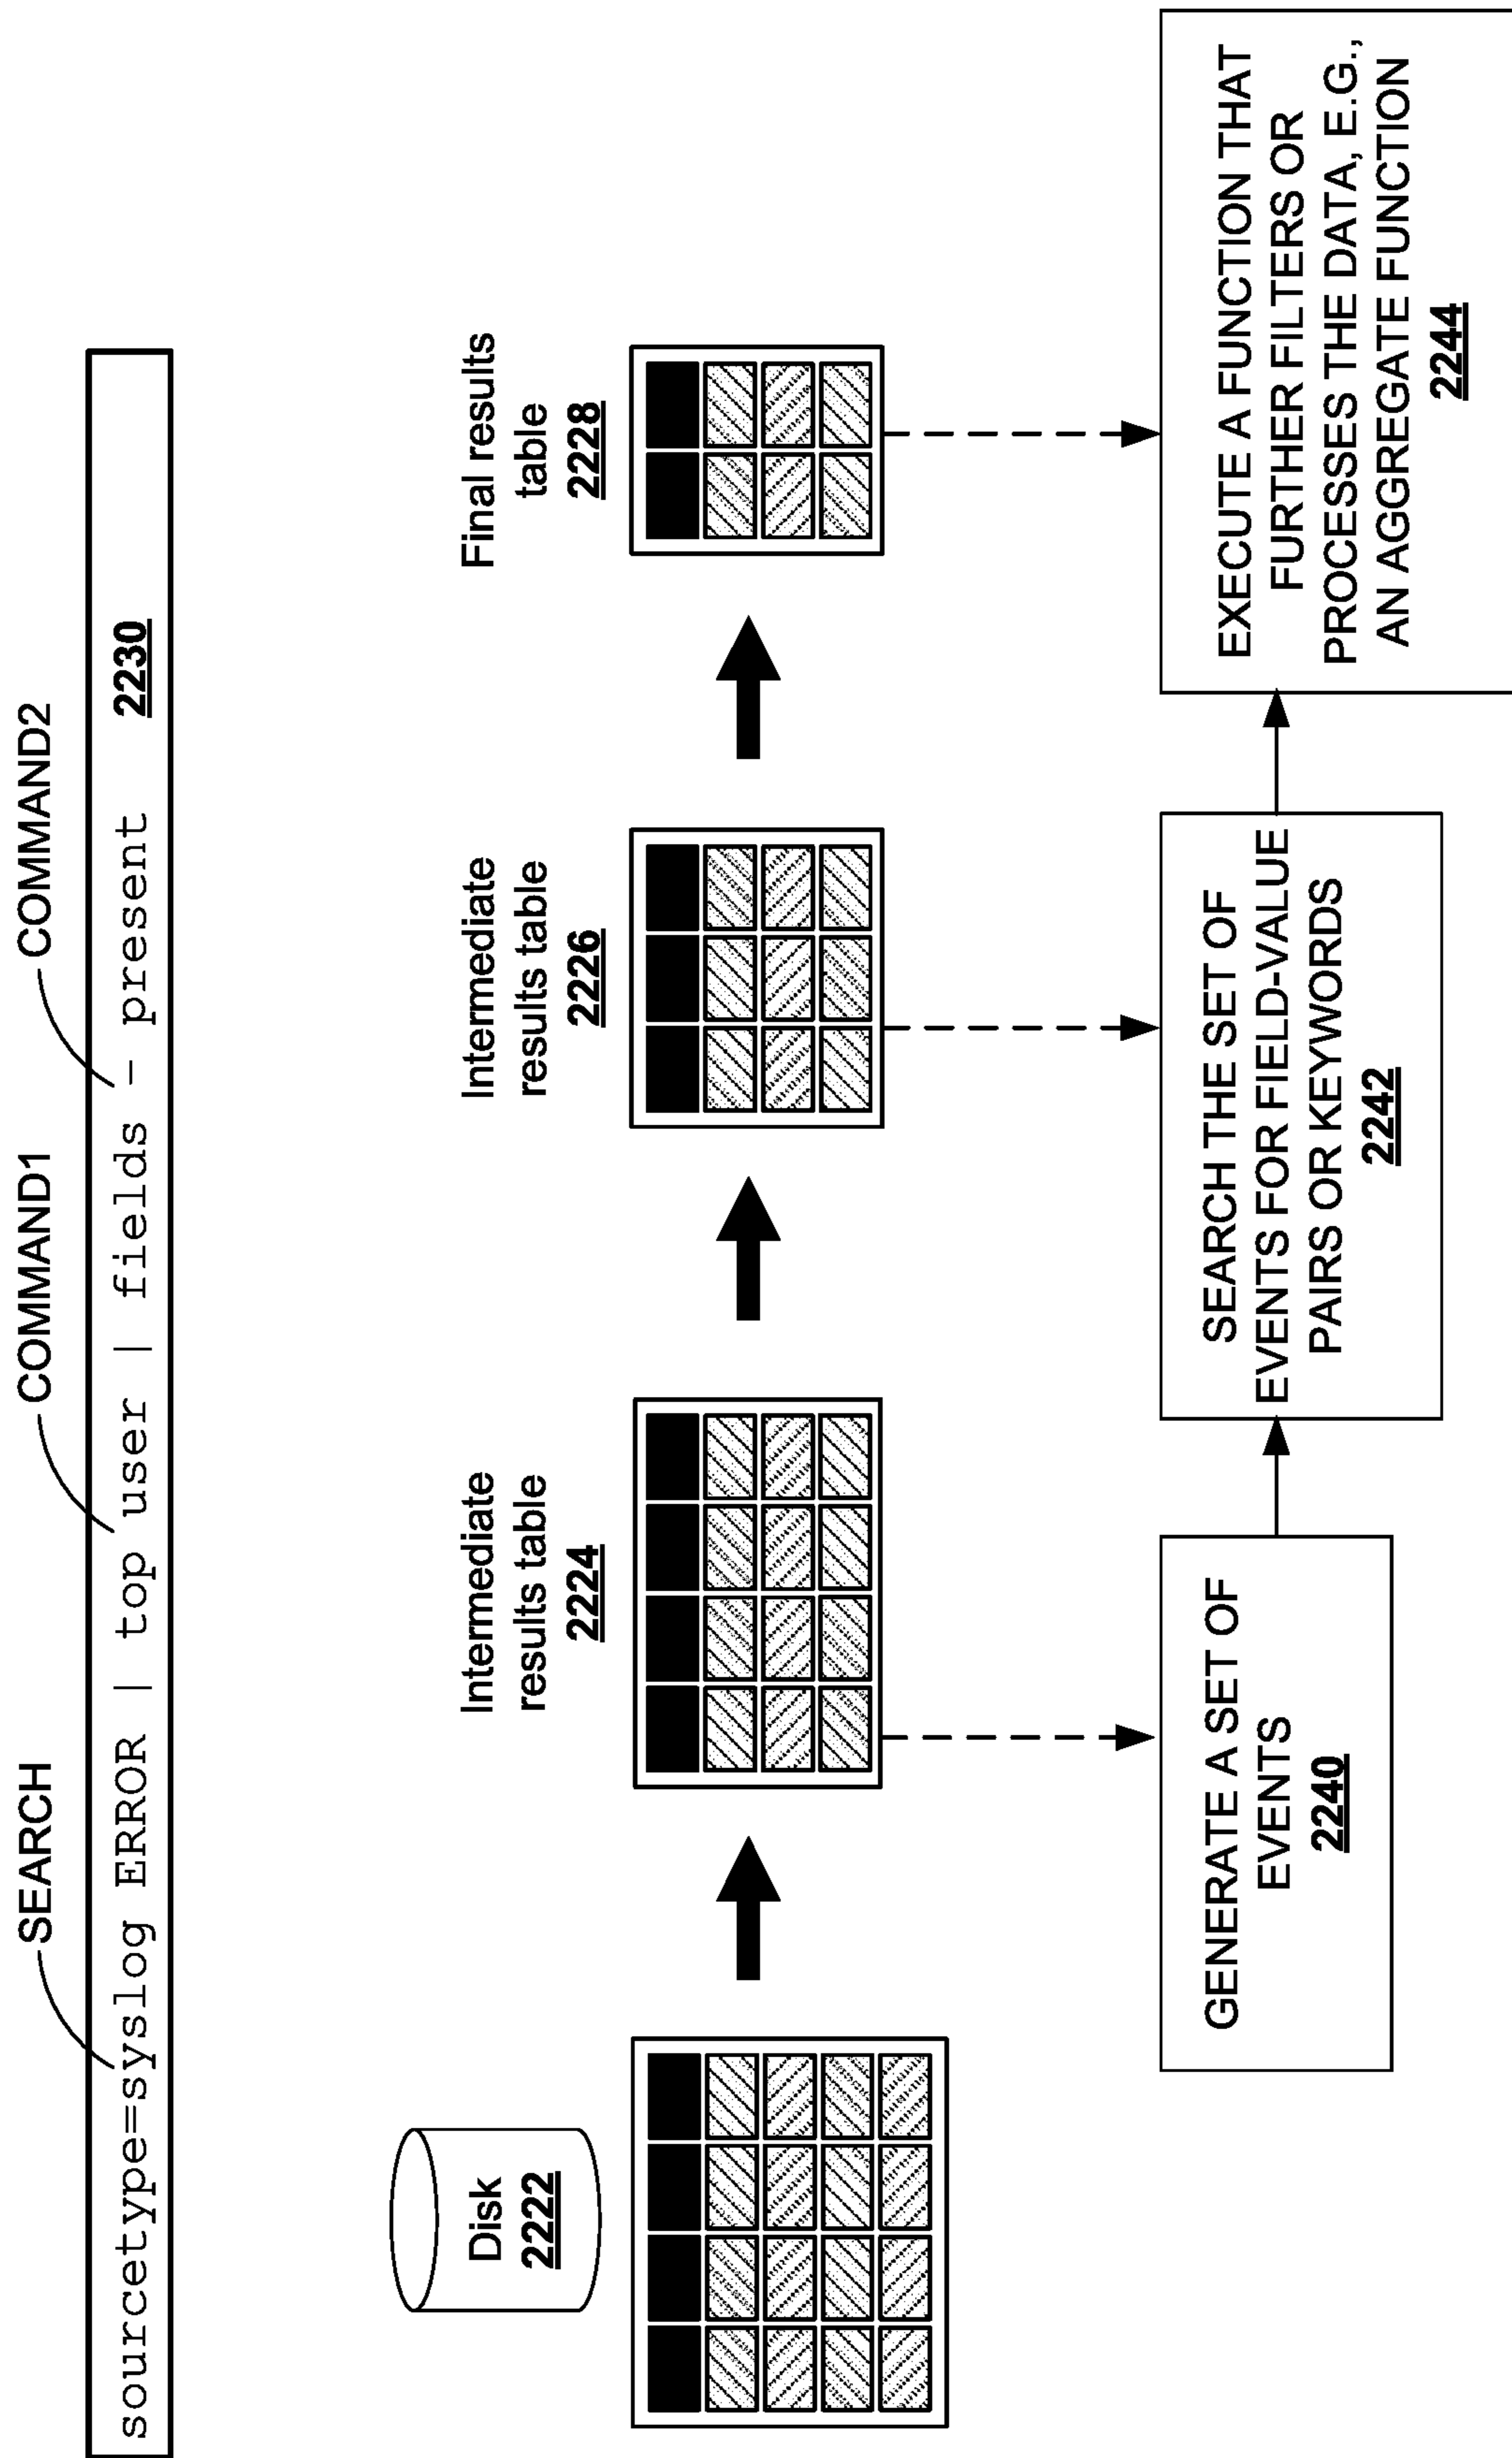 SEARCH
COMMAND1
COMMAND2
sourcetype=syslog ERROR | top user | fields – present
2230
Disk
2222
Intermediate
results table
2224
Intermediate
results table
2226
Final results
table
2228
GENERATE A SET OF
EVENTS
2240
SEARCH THE SET OF
EVENTS FOR FIELD-VALUE
PAIRS OR KEYWORDS
2242
EXECUTE A FUNCTION THAT
FURTHER FILTERS OR
PROCESSES THE DATA, E.G.,
AN AGGREGATE FUNCTION
2244